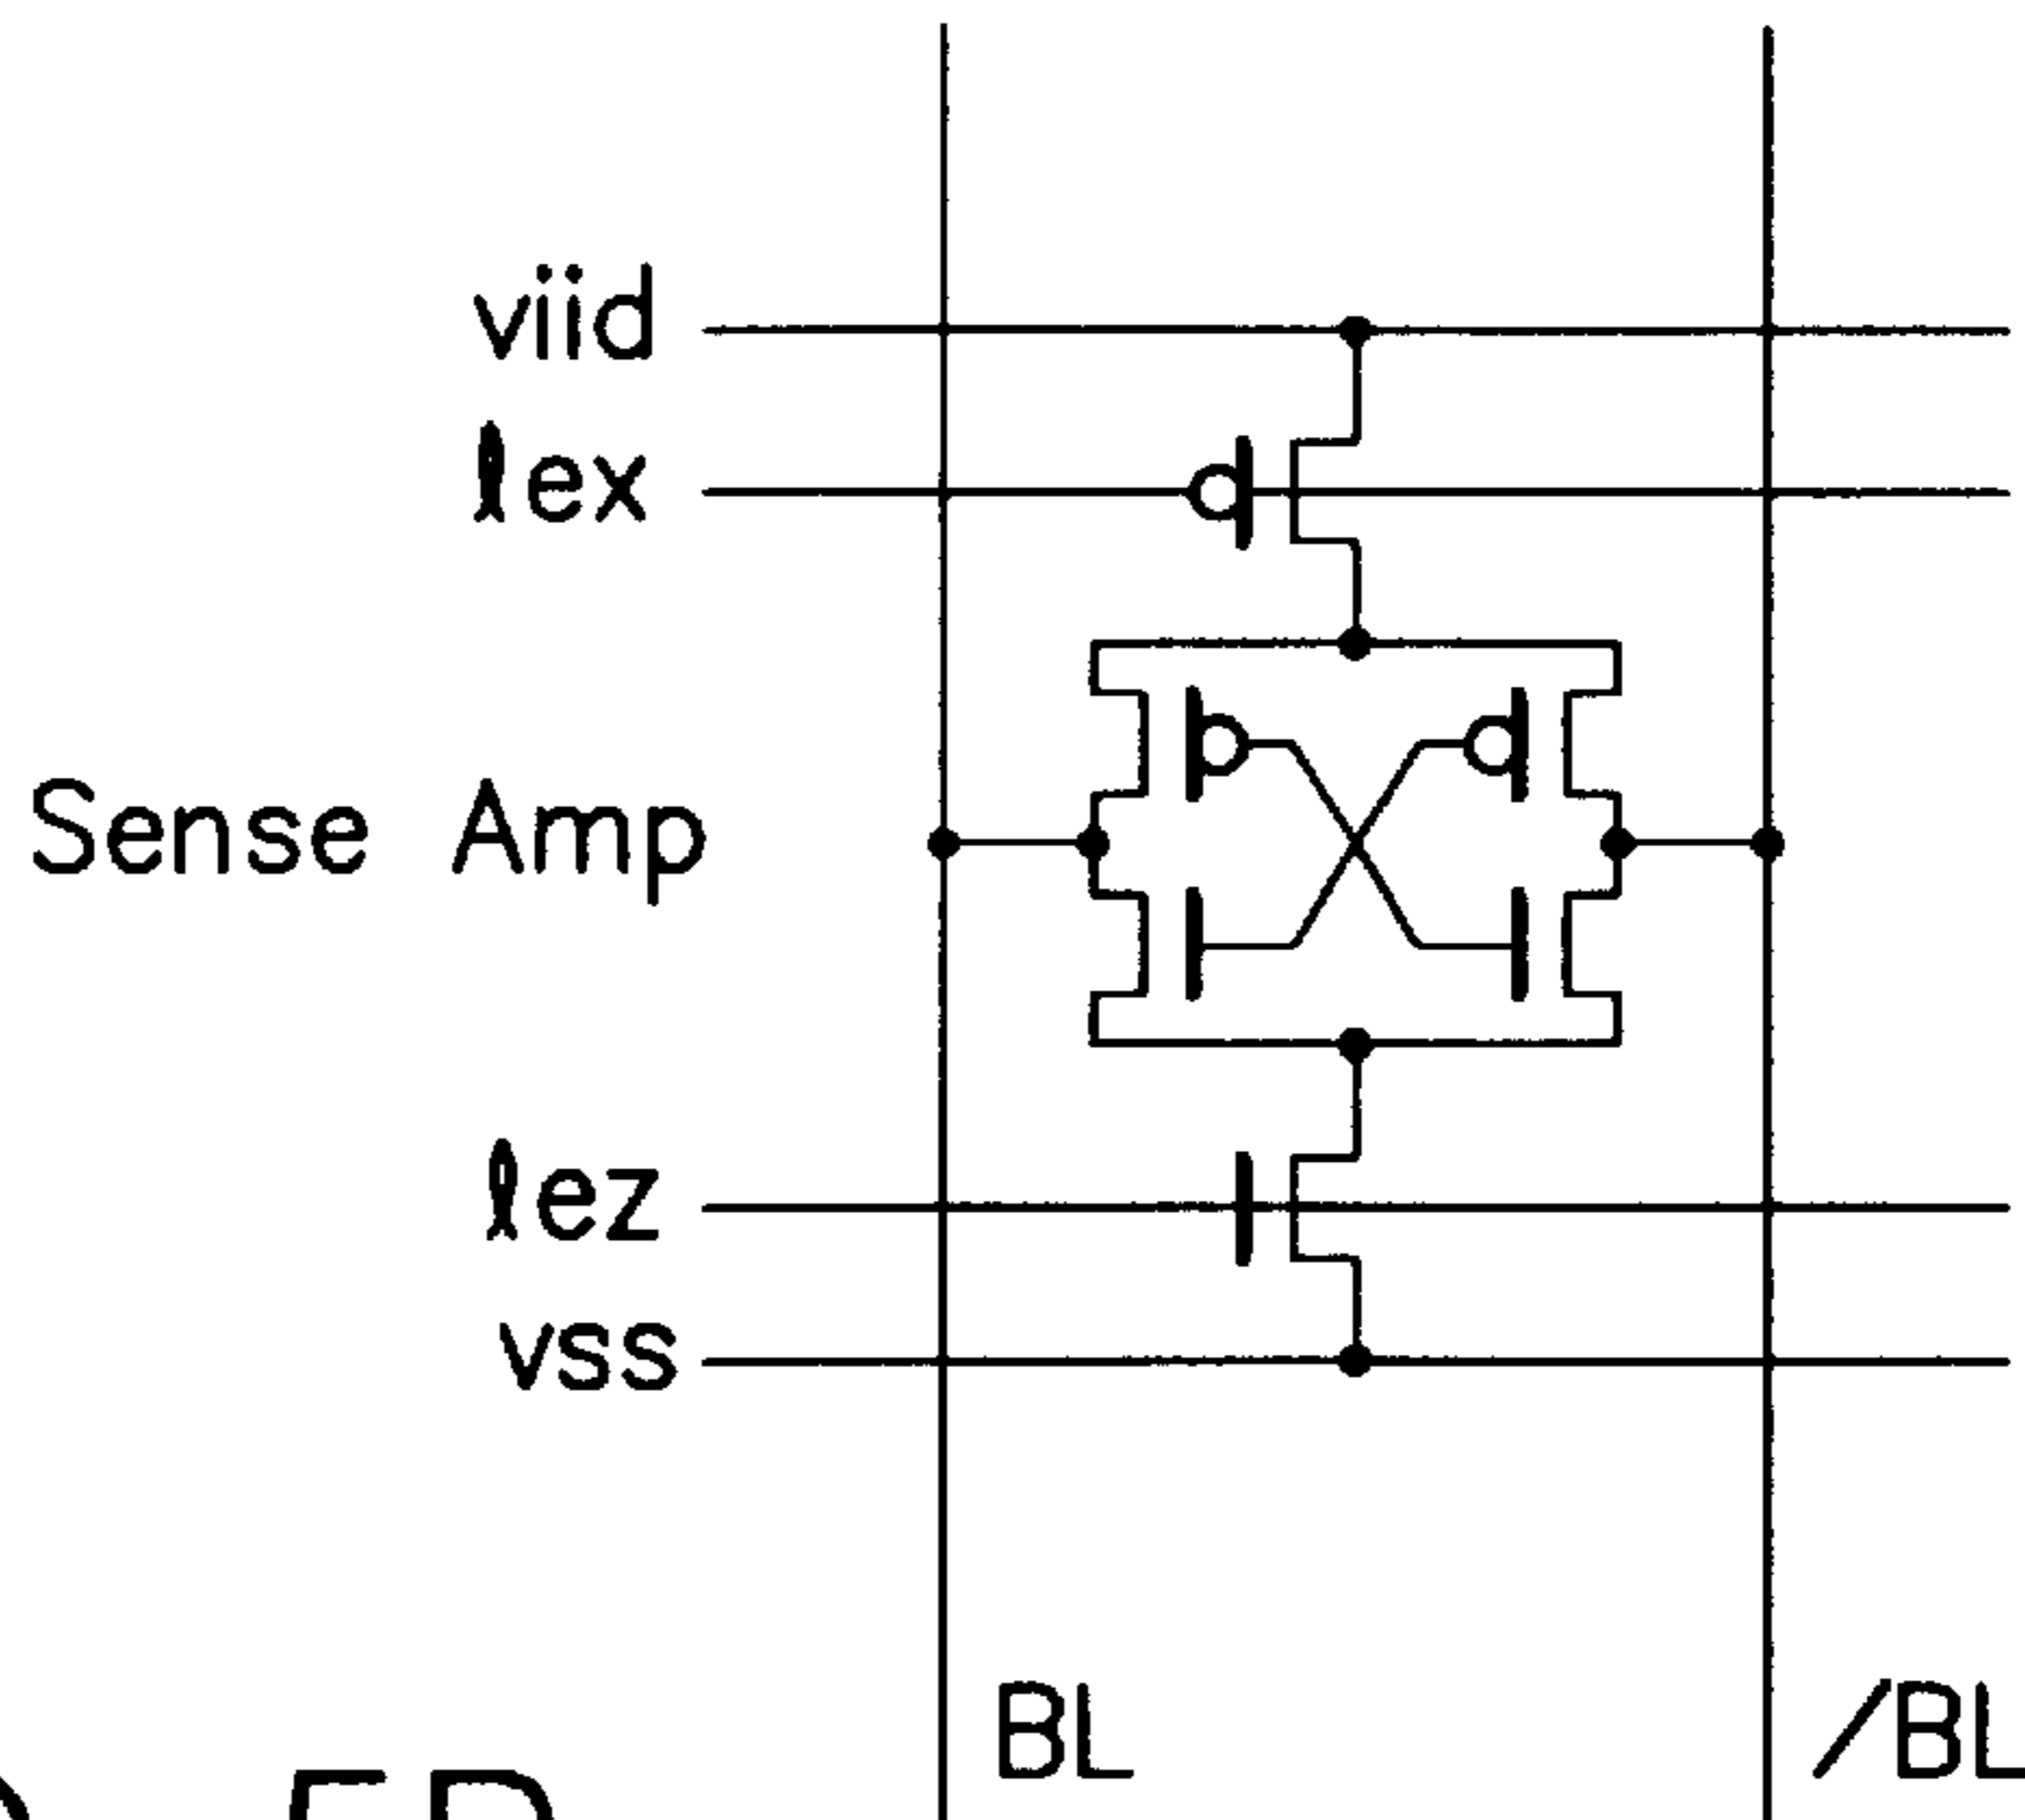 viid
ℓex
Sense Amp
ℓez
vss
BL
/BL